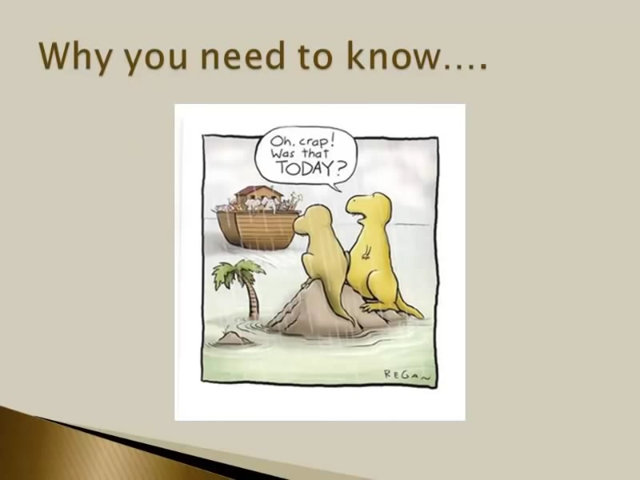 Why you need to know….
Oh, crap!
Was that
TODAY?
REGAN